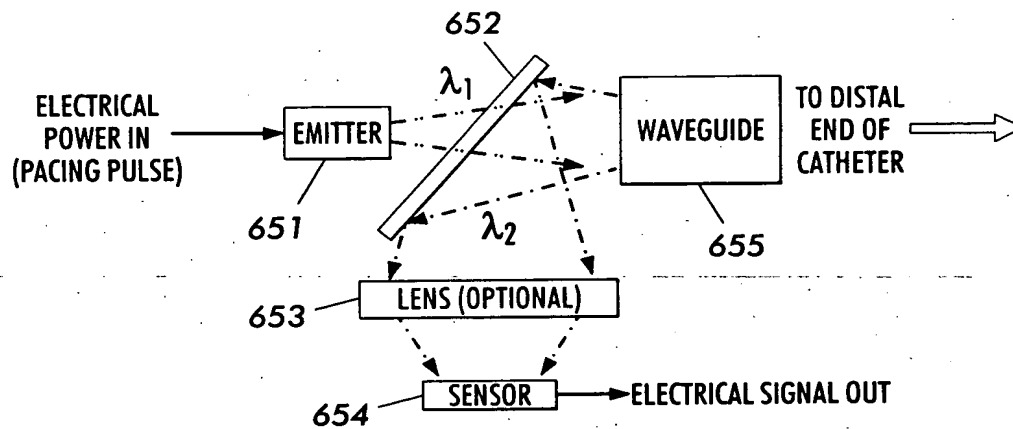 652
λ1
ELECTRICAL
POWER IN
(PACING PULSE)
EMITTER
WAVEGUIDE
TO DISTAL
END OF
CATHETER
651
λ2
655
LENS (OPTIONAL)
653
SENSOR
ELECTRICAL SIGNAL OUT
654